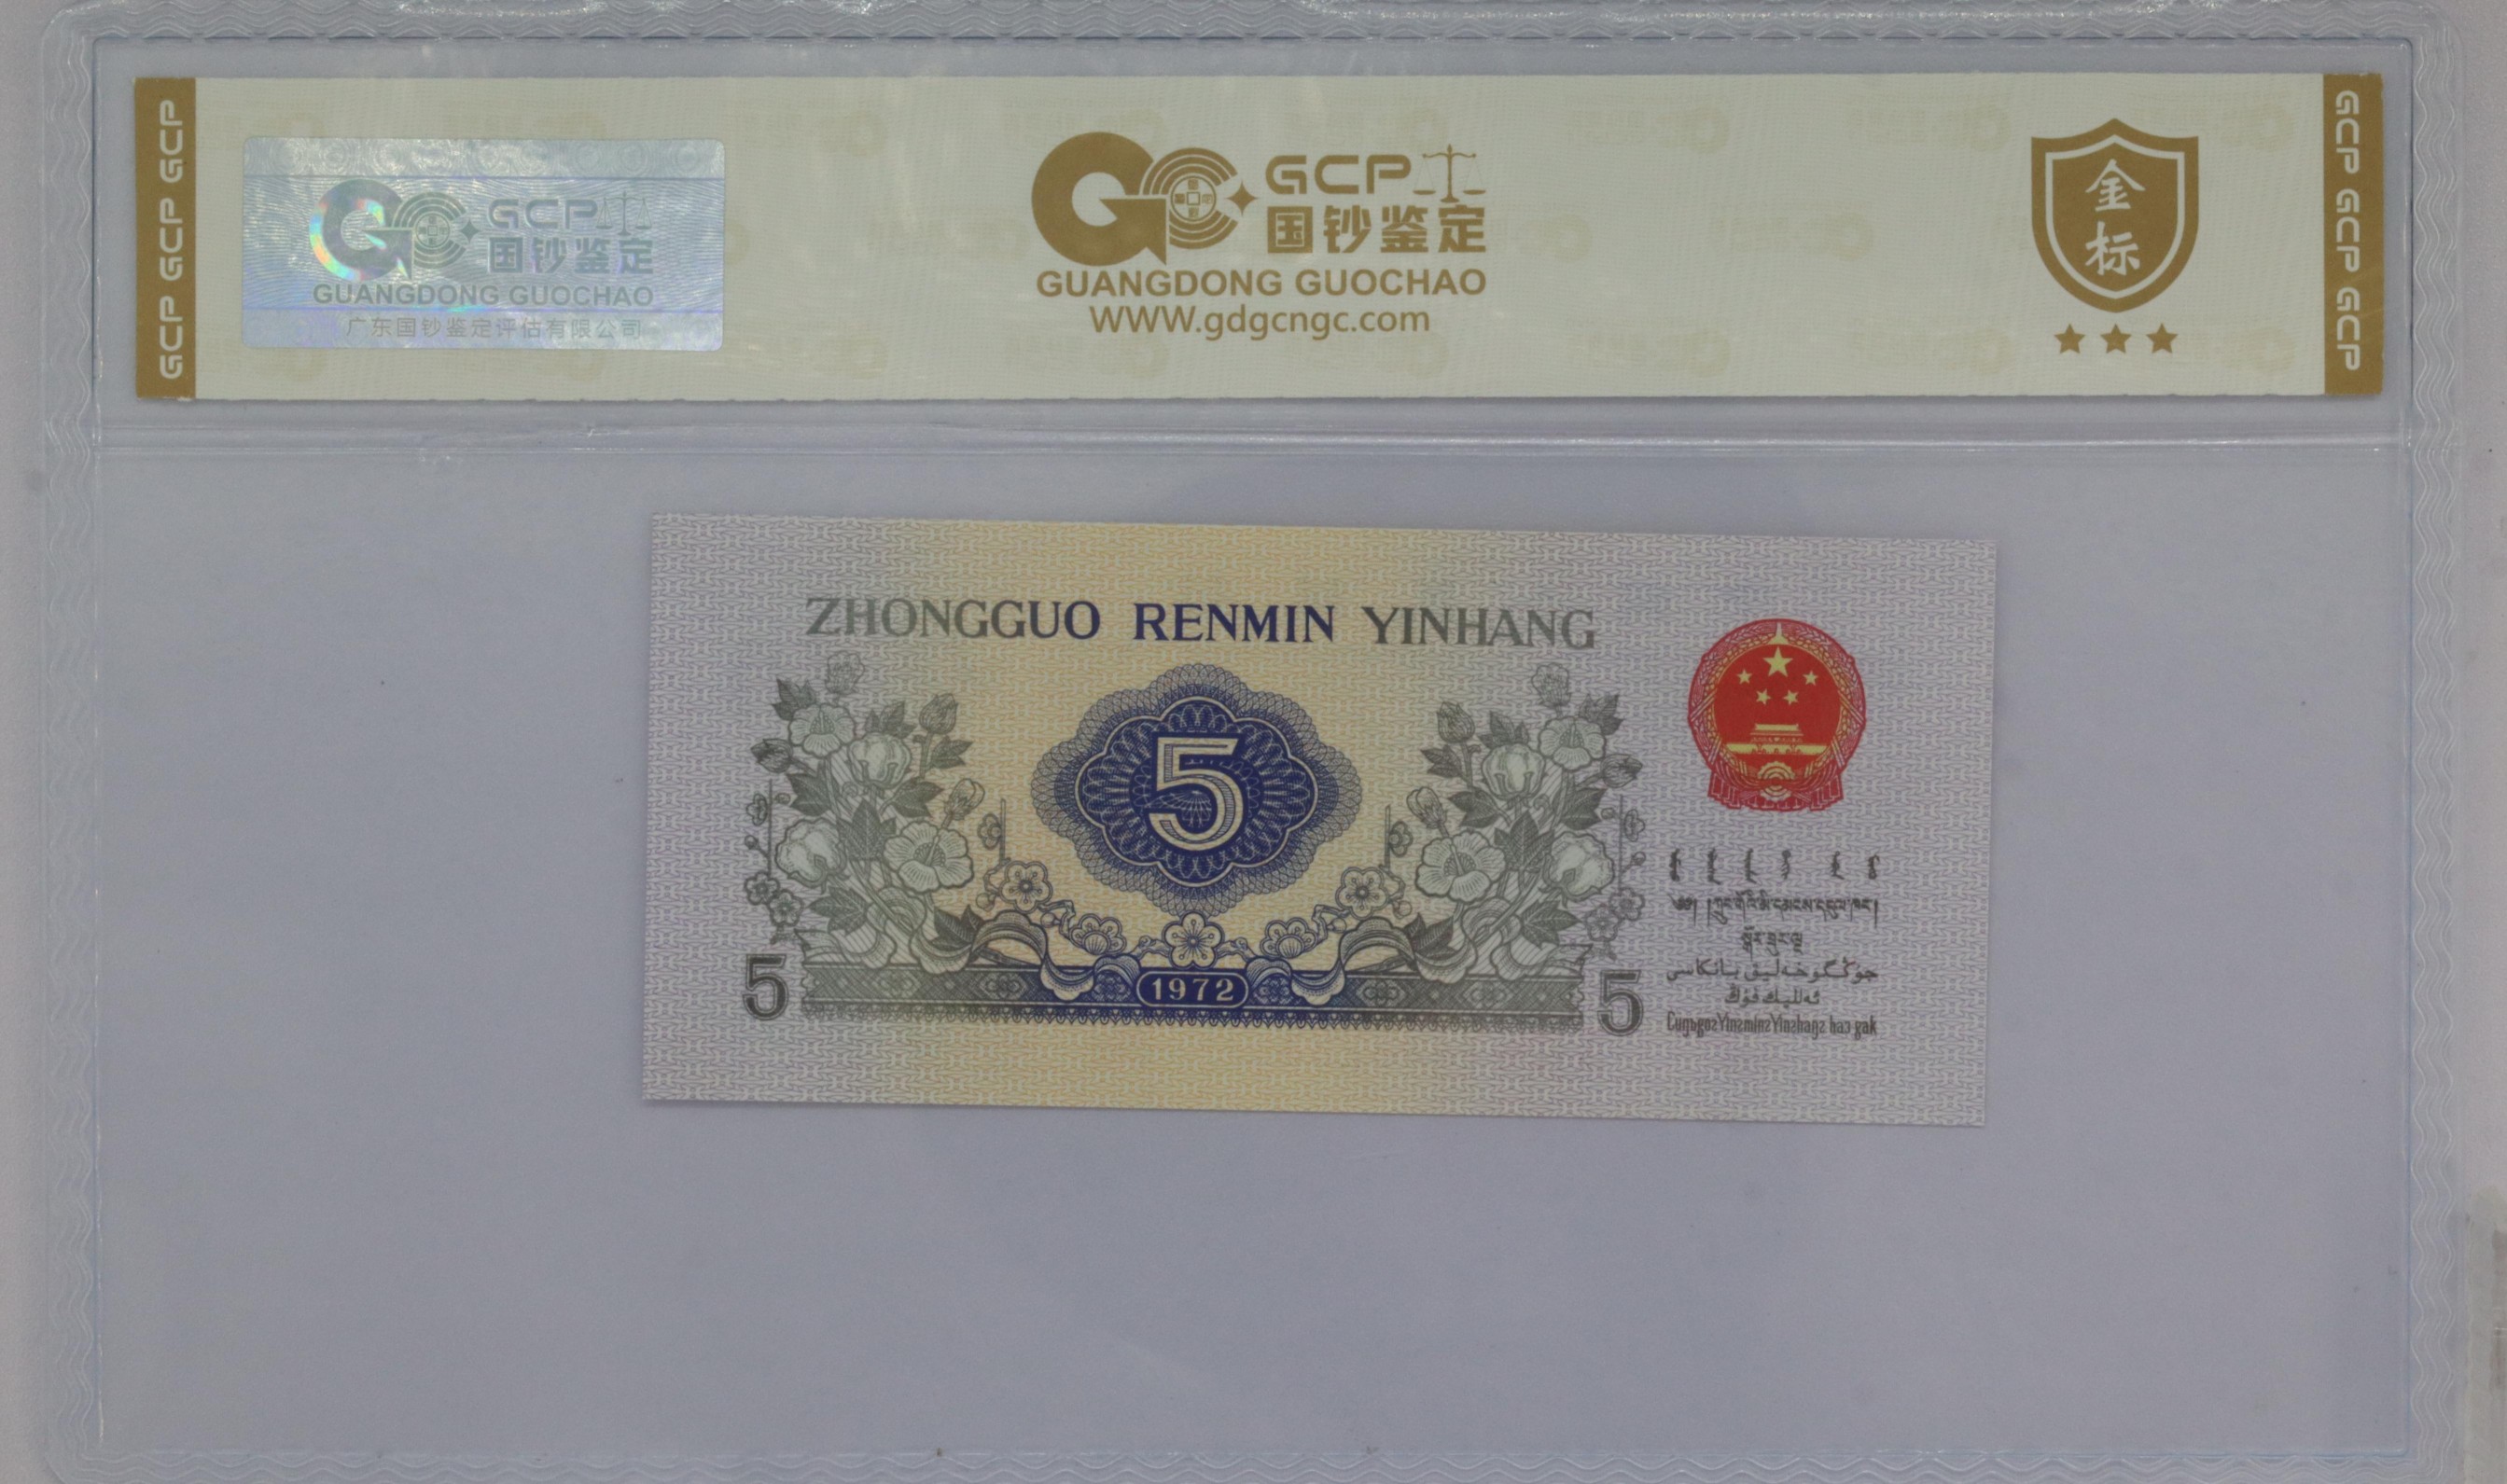 GCP GCP GCP
GCP
国钞鉴定
GUANGDONG GUOCHAO
广东国钞鉴定评估有限公司
GCP
国钞鉴定
GUANGDONG GUOCHAO
WWW.gdgcngc.com
金
标
GCP GCP GCP
ZHONGGUO RENMIN YINHANG
5
5
1972
5
جۇڭگوخەلىق بانكاسى